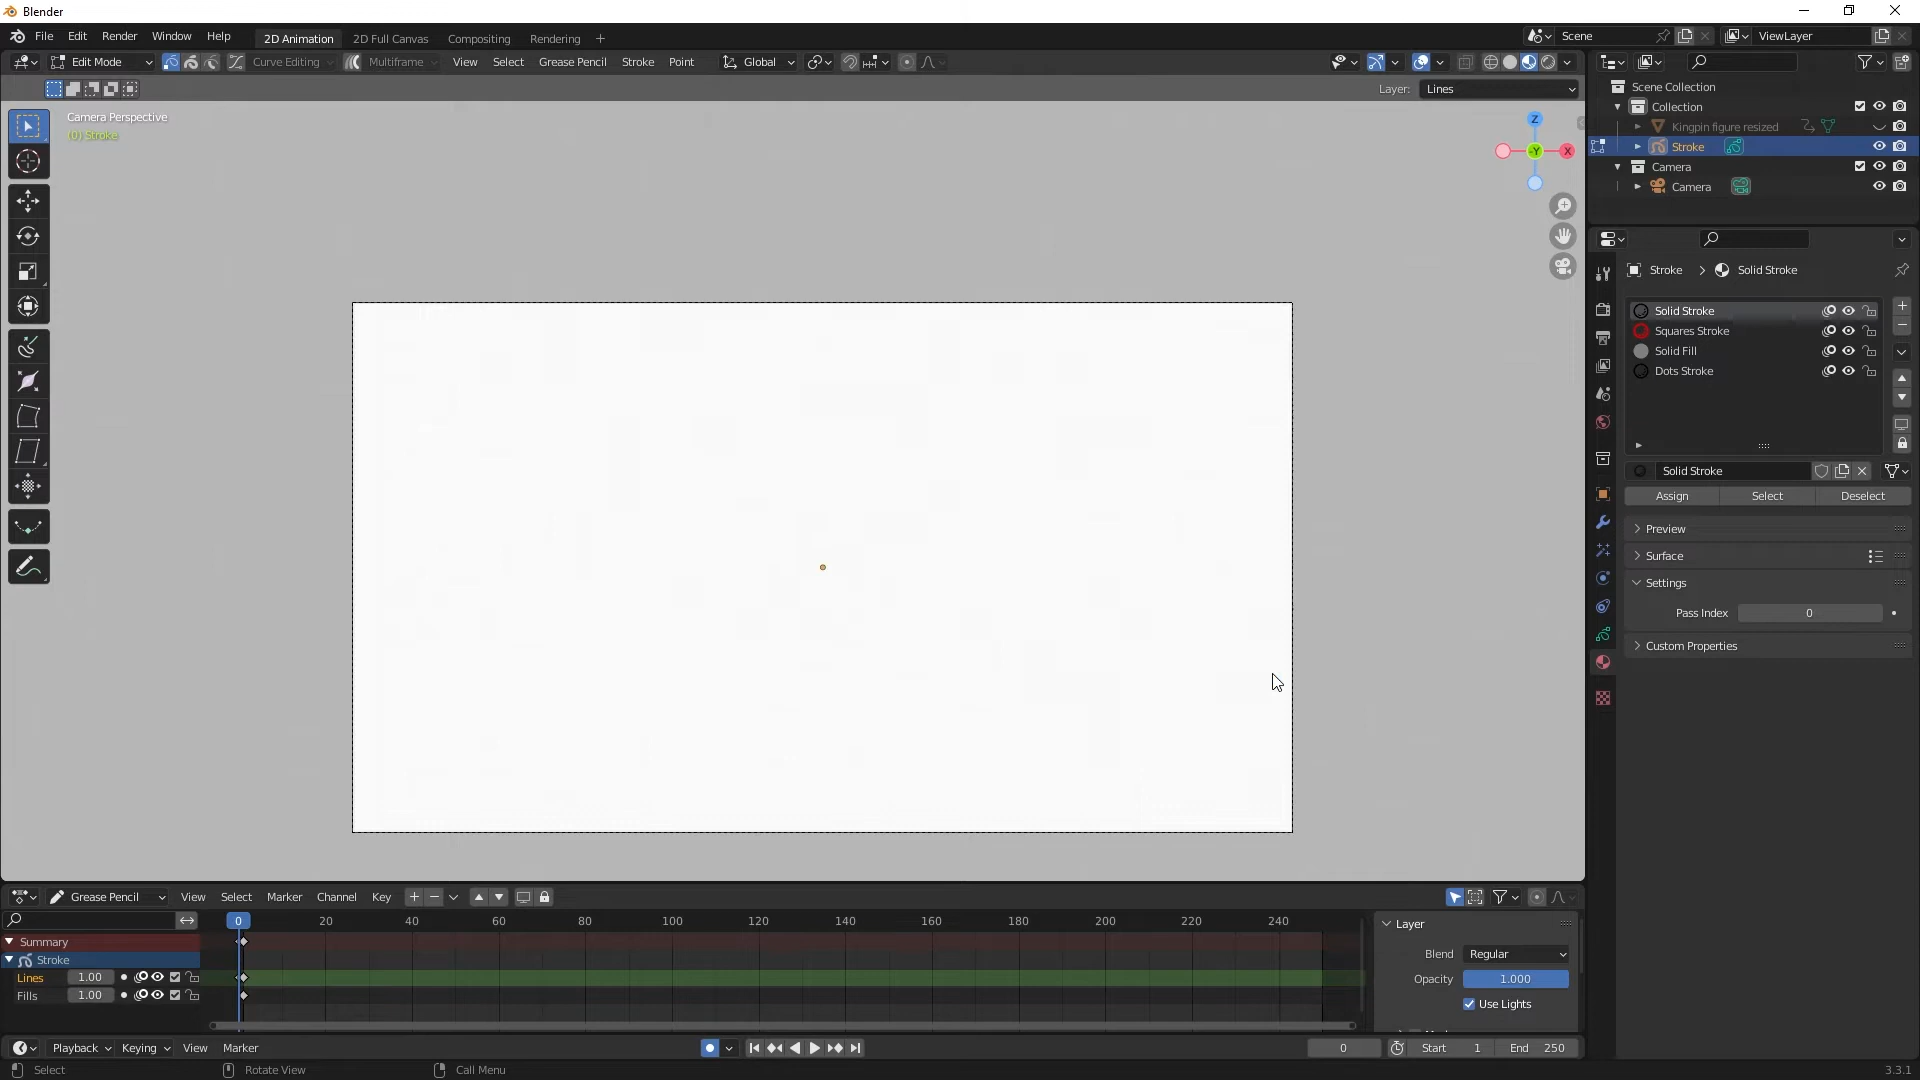 Blender
File Edit Render Window Help 2D Animation 2D Full Canvas Compositing Rendering + Scene ViewLayer
Edit Mode Curve Editing Multiframe View Select Grease Pencil Stroke Point Global
Layer: Lines
Camera Perspective
(0) Stroke
Z
-Y
X
Scene Collection
Collection
Kingpin figure resized
Stroke
Camera
Camera
Stroke > Solid Stroke
Solid Stroke
Squares Stroke
Solid Fill
Dots Stroke
Solid Stroke
Assign Select Deselect
Preview
Surface
Settings
Pass Index 0
Custom Properties
Grease Pencil View Select Marker Channel Key
0 20 40 60 80 100 120 140 160 180 200 220 240
Summary
Stroke
Lines 1.00
Fills 1.00
Layer
Blend Regular
Opacity 1.000
Use Lights
Playback Keying View Marker 0 Start 1 End 250
Select Rotate View Call Menu 3.3.1